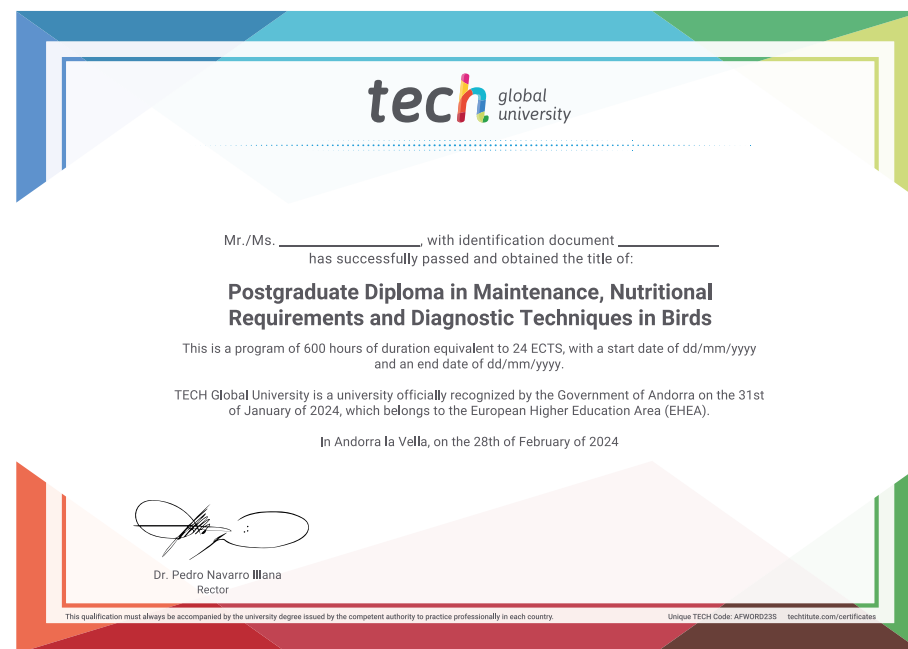 tech global university
Mr./Ms. ____________________, with identification document ______________
has successfully passed and obtained the title of:
Postgraduate Diploma in Maintenance, Nutritional
Requirements and Diagnostic Techniques in Birds
This is a program of 600 hours of duration equivalent to 24 ECTS, with a start date of dd/mm/yyyy
and an end date of dd/mm/yyyy.
TECH Global University is a university officially recognized by the Government of Andorra on the 31st
of January of 2024, which belongs to the European Higher Education Area (EHEA).
In Andorra la Vella, on the 28th of February of 2024
Dr. Pedro Navarro Illana
Rector
This qualification must always be accompanied by the university degree issued by the competent authority to practice professionally in each country. Unique TECH Code: AFWORD23S techtitute.com/certificates